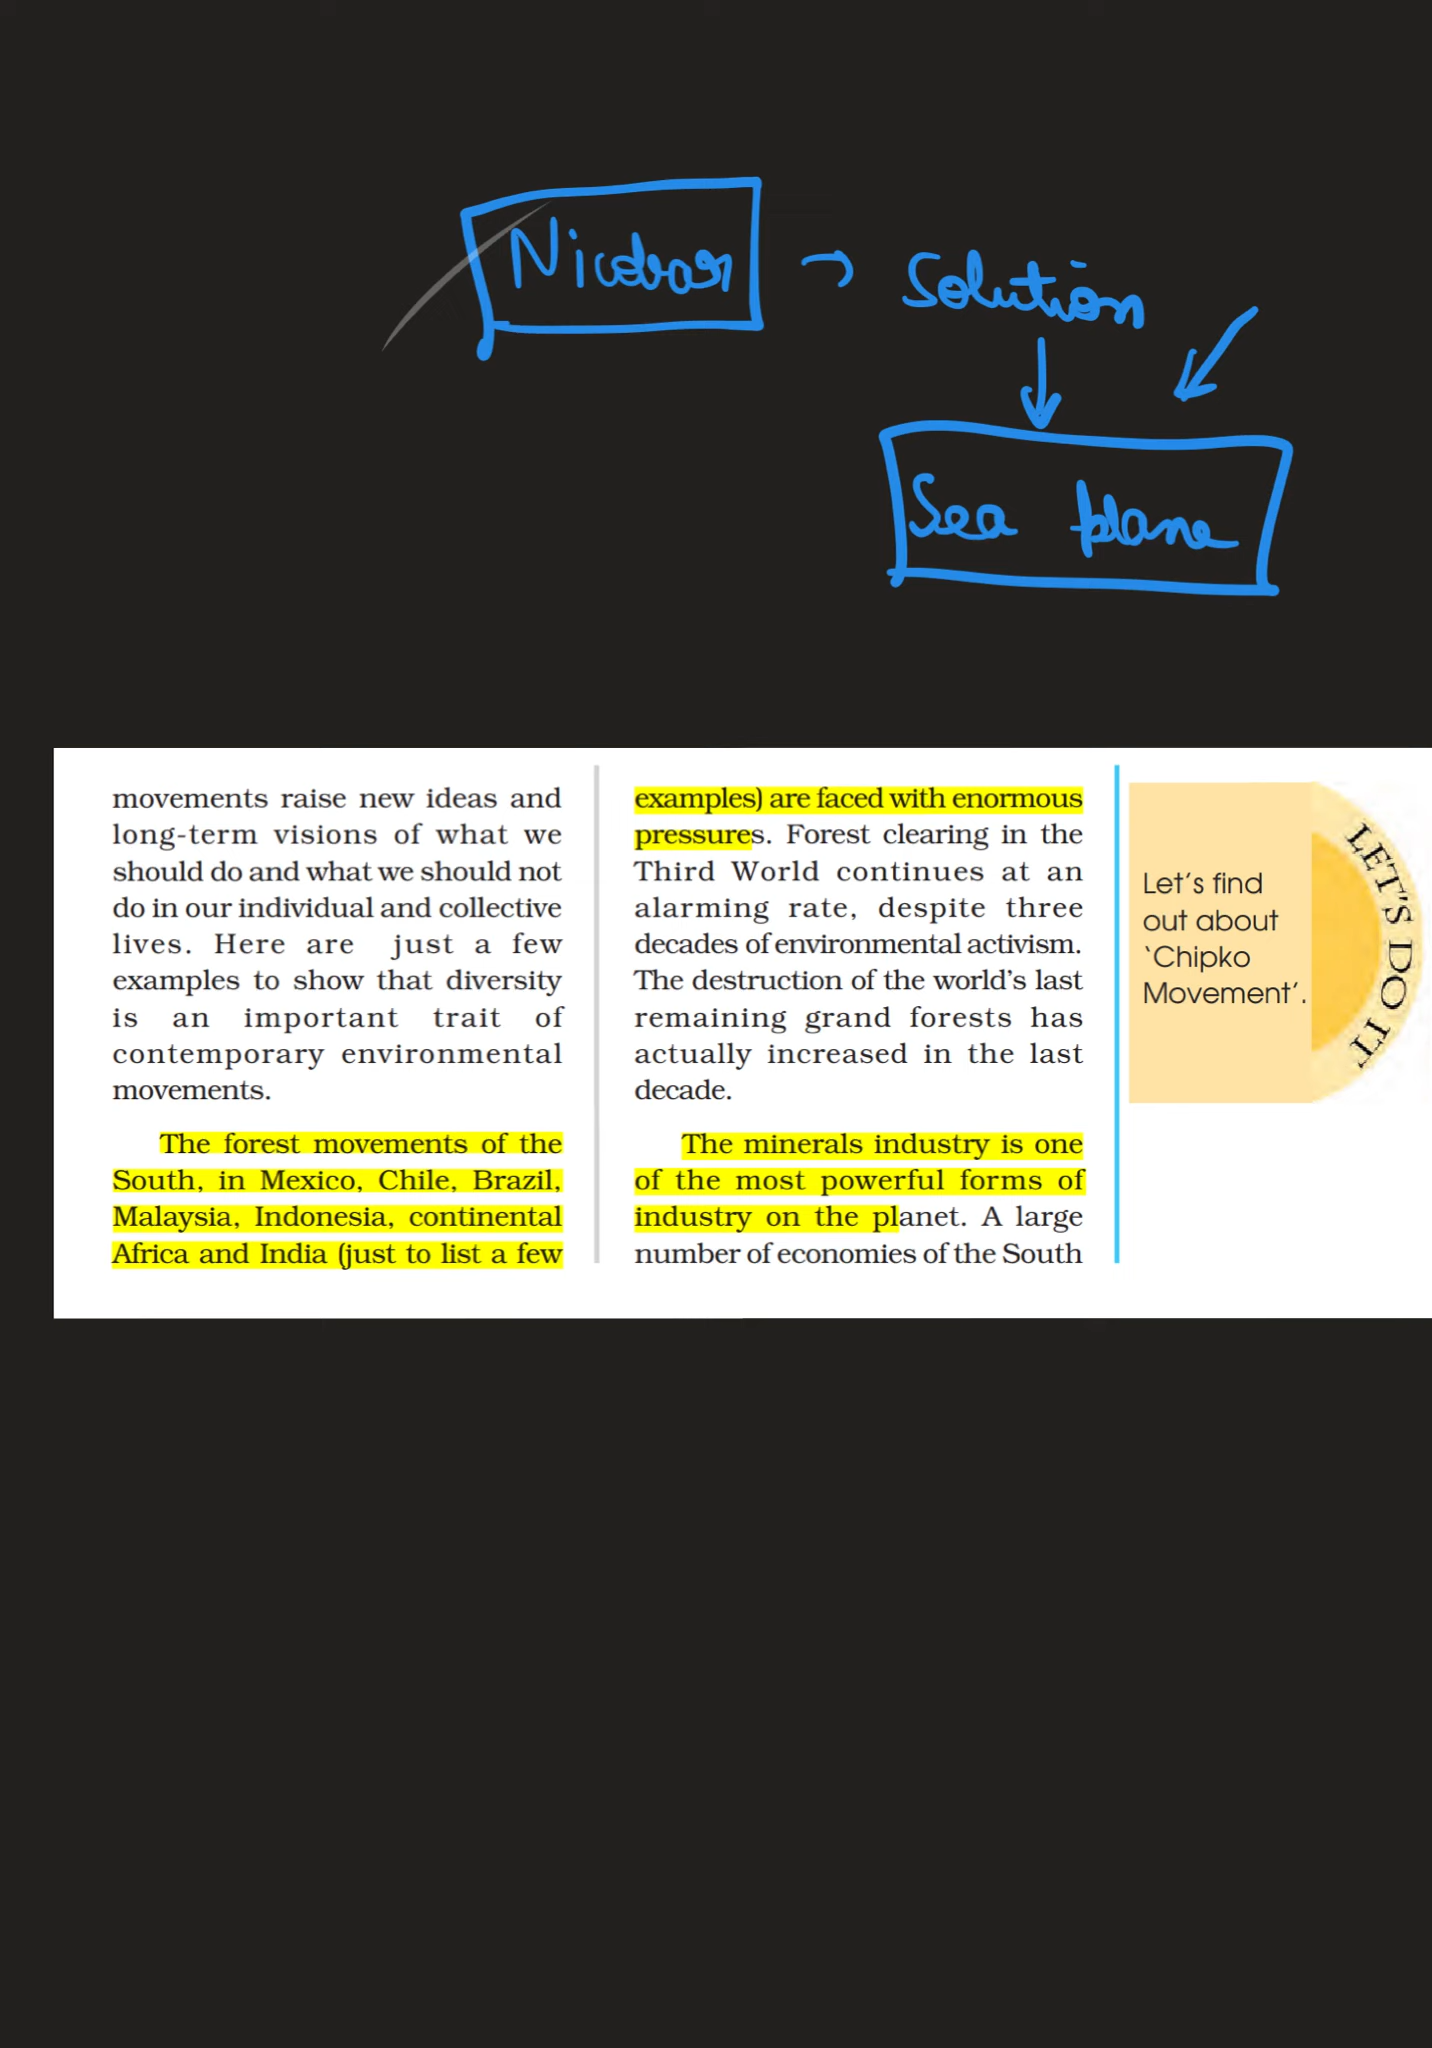 Nicobar → Solution
Sea plane
movements raise new ideas and
long-term visions of what we
should do and what we should not
do in our individual and collective
lives. Here are just a few
examples to show that diversity
is an important trait of
contemporary environmental
movements.
The forest movements of the
South, in Mexico, Chile, Brazil,
Malaysia, Indonesia, continental
Africa and India (just to list a few
examples) are faced with enormous
pressures. Forest clearing in the
Third World continues at an
alarming rate, despite three
decades of environmental activism.
The destruction of the world's last
remaining grand forests has
actually increased in the last
decade.
The minerals industry is one
of the most powerful forms of
industry on the planet. A large
number of economies of the South
Let's find
out about
‘Chipko
Movement’.
LET'S DO IT